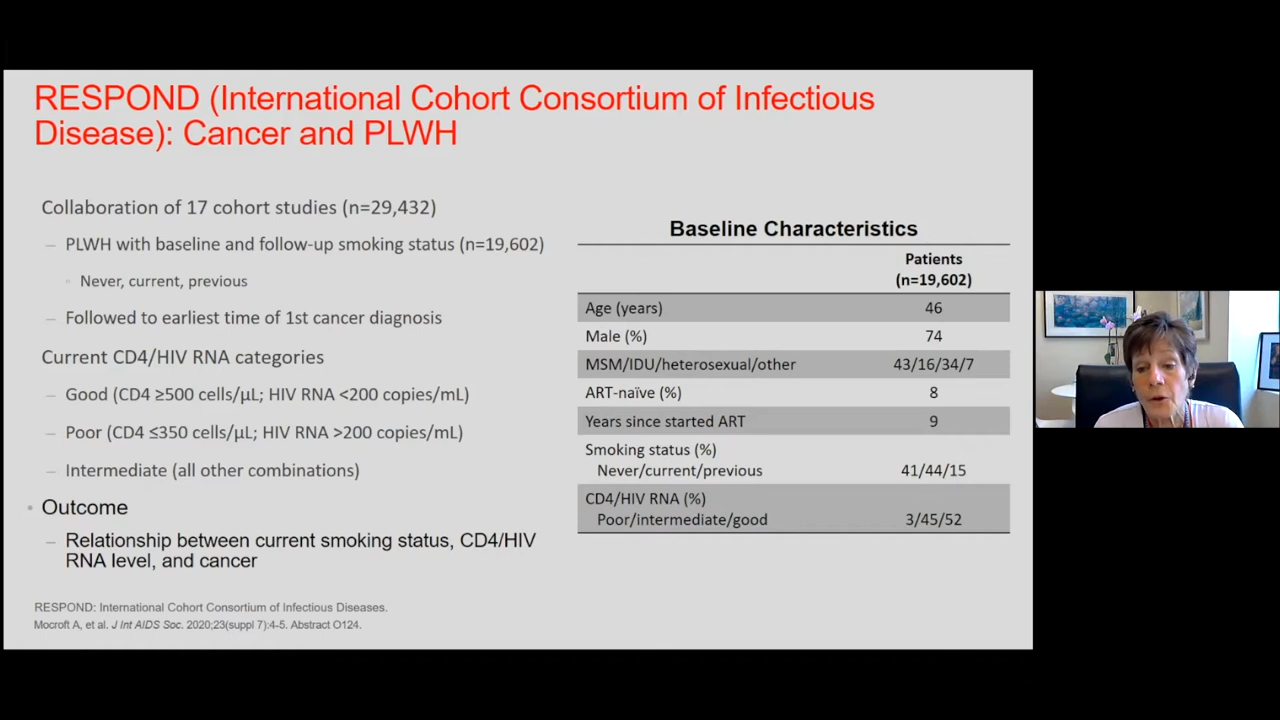 RESPOND (International Cohort Consortium of Infectious
Disease): Cancer and PLWH
Collaboration of 17 cohort studies (n=29,432)
– PLWH with baseline and follow-up smoking status (n=19,602)
◦ Never, current, previous
– Followed to earliest time of 1st cancer diagnosis
Current CD4/HIV RNA categories
– Good (CD4 ≥500 cells/µL; HIV RNA <200 copies/mL)
– Poor (CD4 ≤350 cells/µL; HIV RNA >200 copies/mL)
– Intermediate (all other combinations)
• Outcome
– Relationship between current smoking status, CD4/HIV
RNA level, and cancer
Baseline Characteristics
Patients
(n=19,602)
Age (years) 46
Male (%) 74
MSM/IDU/heterosexual/other 43/16/34/7
ART-naïve (%) 8
Years since started ART 9
Smoking status (%)
Never/current/previous 41/44/15
CD4/HIV RNA (%)
Poor/intermediate/good 3/45/52
RESPOND: International Cohort Consortium of Infectious Diseases.
Mocroft A, et al. J Int AIDS Soc. 2020;23(suppl 7):4-5. Abstract O124.